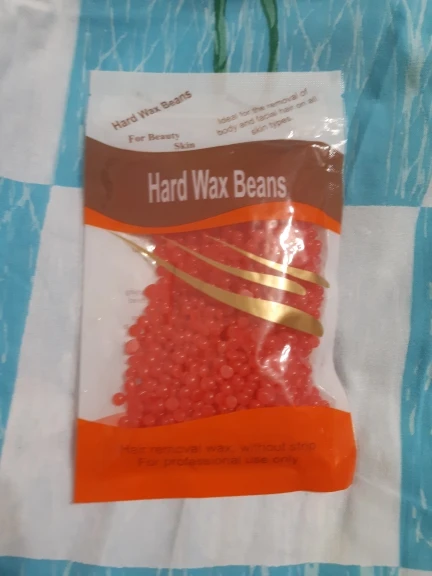 Hard Wax Beans
Ideal for the removal of
body and facial hair on all
skin types.
For Beauty
Skin
Hard Wax Beans
Hair removal wax, without strip
For professional use only